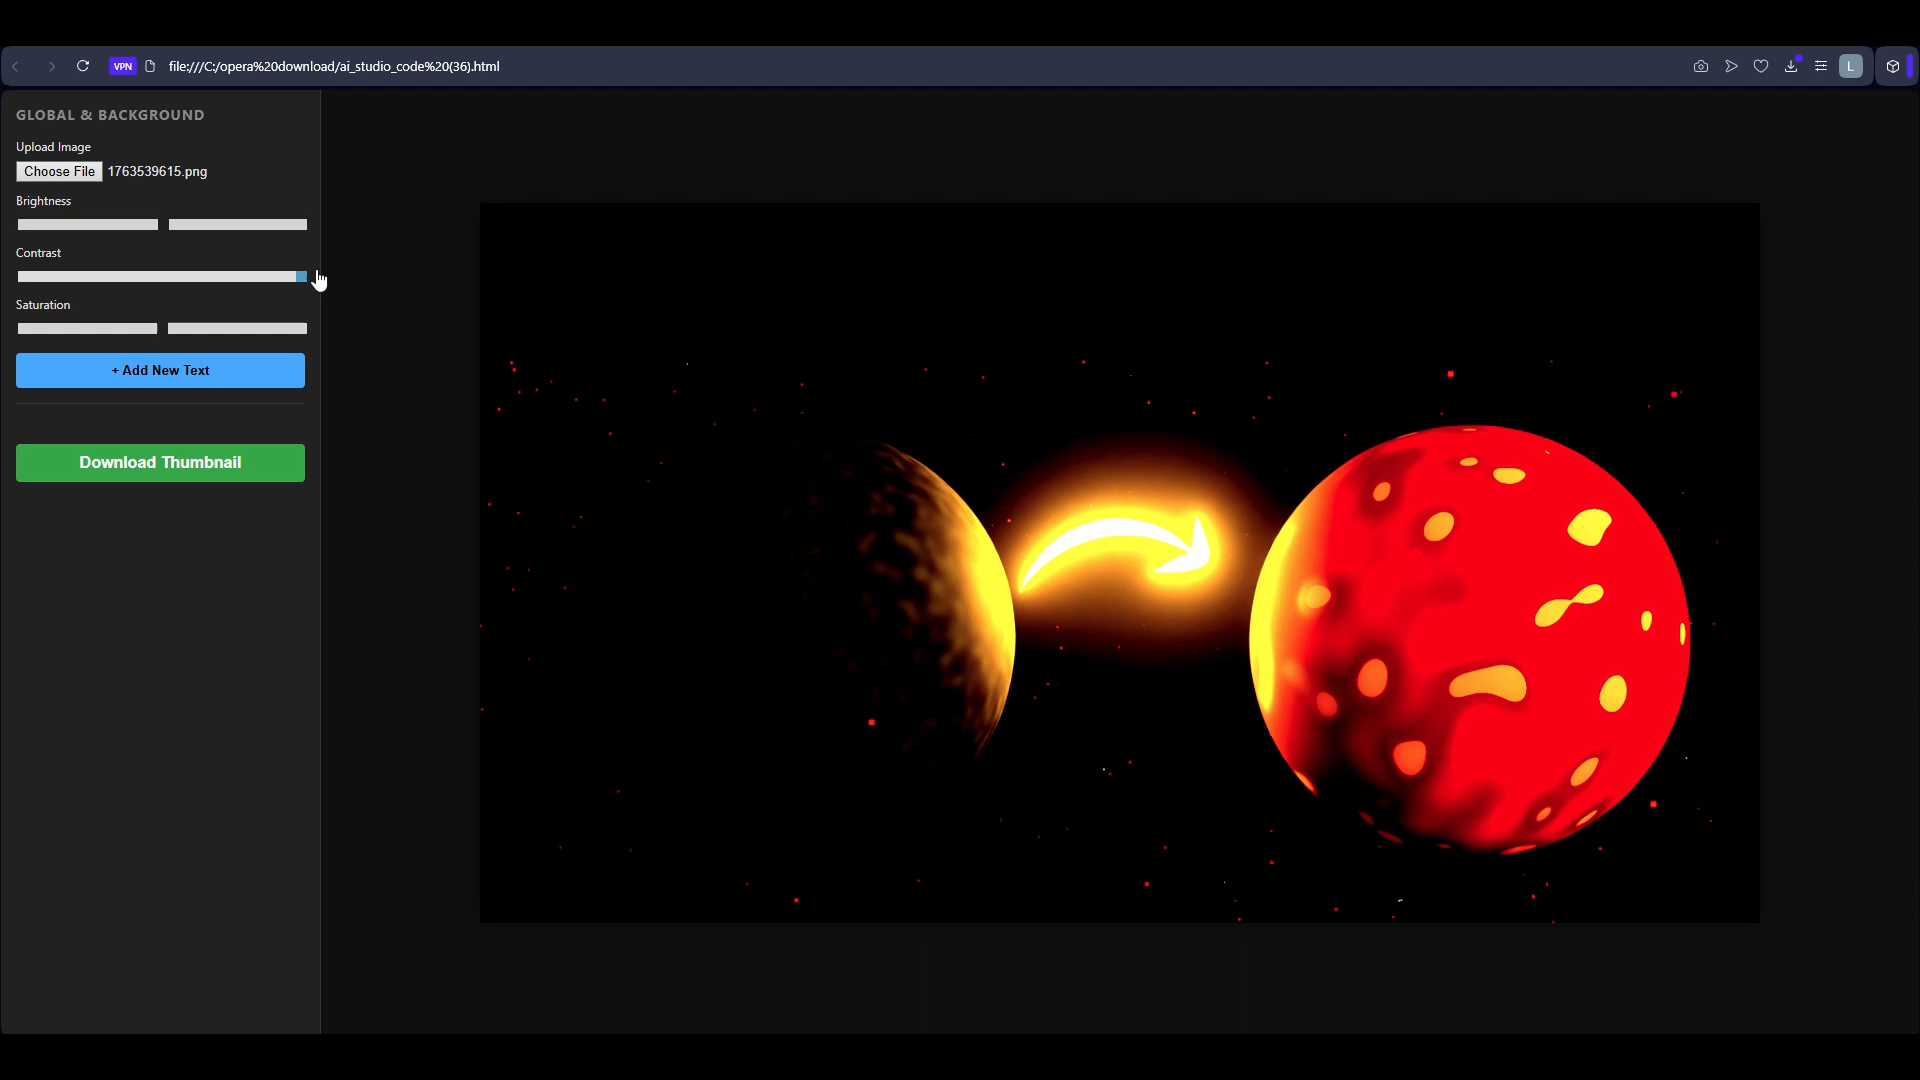 VPN
file:///C:/opera%20download/ai_studio_code%20(36).html
L
GLOBAL & BACKGROUND
Upload Image
Choose File 1763539615.png
Brightness
Contrast
Saturation
+ Add New Text
Download Thumbnail